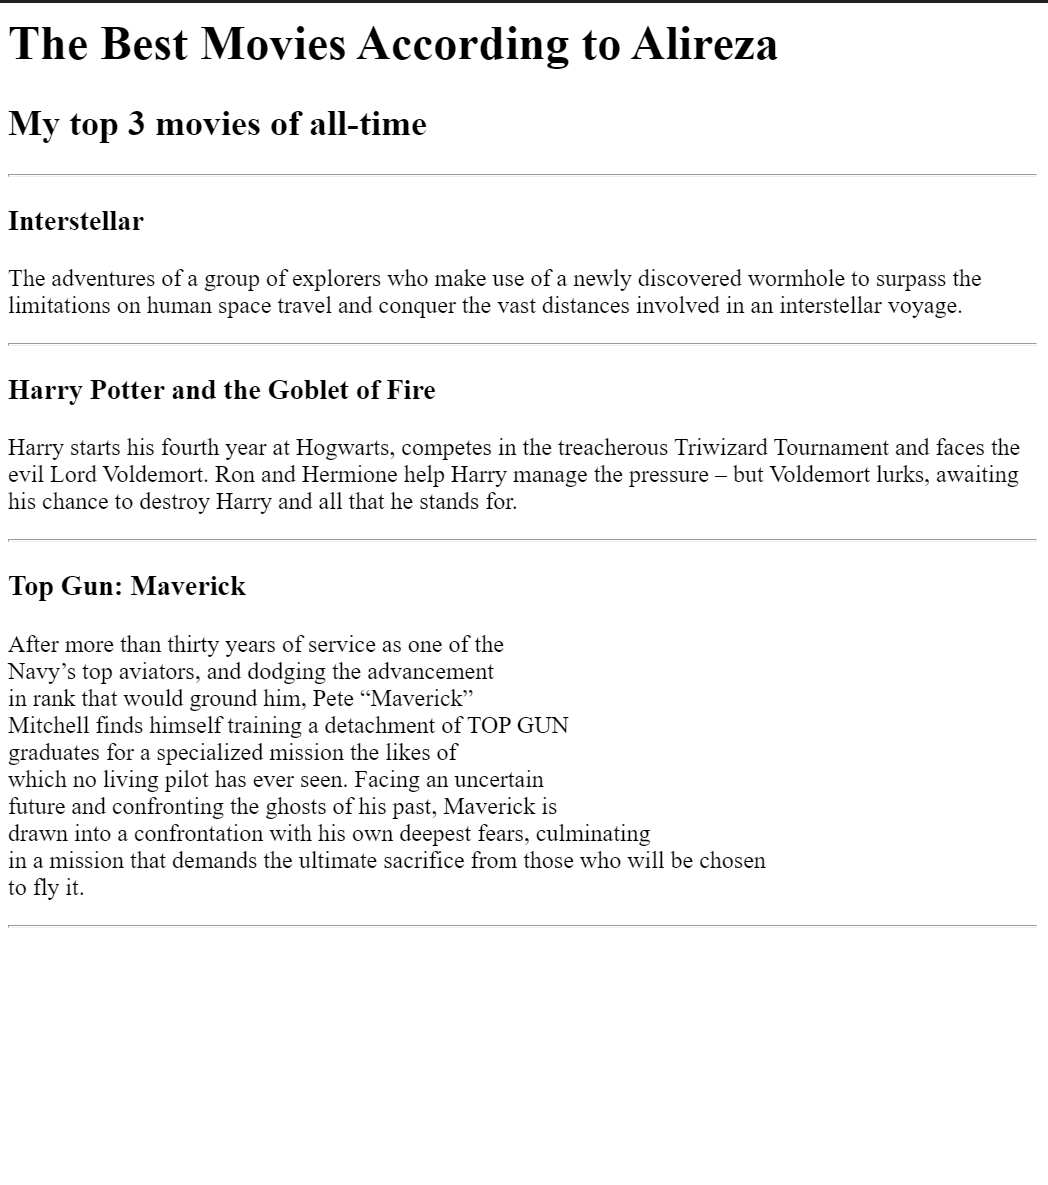 The Best Movies According to Alireza
My top 3 movies of all-time
Interstellar
The adventures of a group of explorers who make use of a newly discovered wormhole to surpass the
limitations on human space travel and conquer the vast distances involved in an interstellar voyage.
Harry Potter and the Goblet of Fire
Harry starts his fourth year at Hogwarts, competes in the treacherous Triwizard Tournament and faces the
evil Lord Voldemort. Ron and Hermione help Harry manage the pressure – but Voldemort lurks, awaiting
his chance to destroy Harry and all that he stands for.
Top Gun: Maverick
After more than thirty years of service as one of the
Navy’s top aviators, and dodging the advancement
in rank that would ground him, Pete “Maverick”
Mitchell finds himself training a detachment of TOP GUN
graduates for a specialized mission the likes of
which no living pilot has ever seen. Facing an uncertain
future and confronting the ghosts of his past, Maverick is
drawn into a confrontation with his own deepest fears, culminating
in a mission that demands the ultimate sacrifice from those who will be chosen
to fly it.